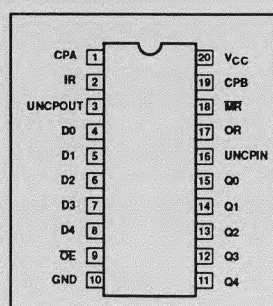 CPA 1 20 VCC
IR 2 19 CPB
UNCPOUT 3 18 MR
D0 4 17 OR
D1 5 16 UNCPIN
D2 6 15 Q0
D3 7 14 Q1
D4 8 13 Q2
OE 9 12 Q3
GND 10 11 Q4